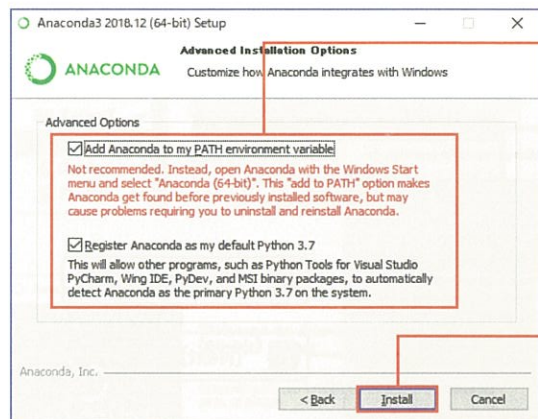 Anaconda3 2018.12 (64-bit) Setup
Advanced Installation Options
ANACONDA
Customize how Anaconda integrates with Windows
Advanced Options
Add Anaconda to my PATH environment variable
Not recommended. Instead, open Anaconda with the Windows Start
menu and select "Anaconda (64-bit)". This "add to PATH" option makes
Anaconda get found before previously installed software, but may
cause problems requiring you to uninstall and reinstall Anaconda.
Register Anaconda as my default Python 3.7
This will allow other programs, such as Python Tools for Visual Studio
PyCharm, Wing IDE, PyDev, and MSI binary packages, to automatically
detect Anaconda as the primary Python 3.7 on the system.
Anaconda, Inc.
< Back Install Cancel